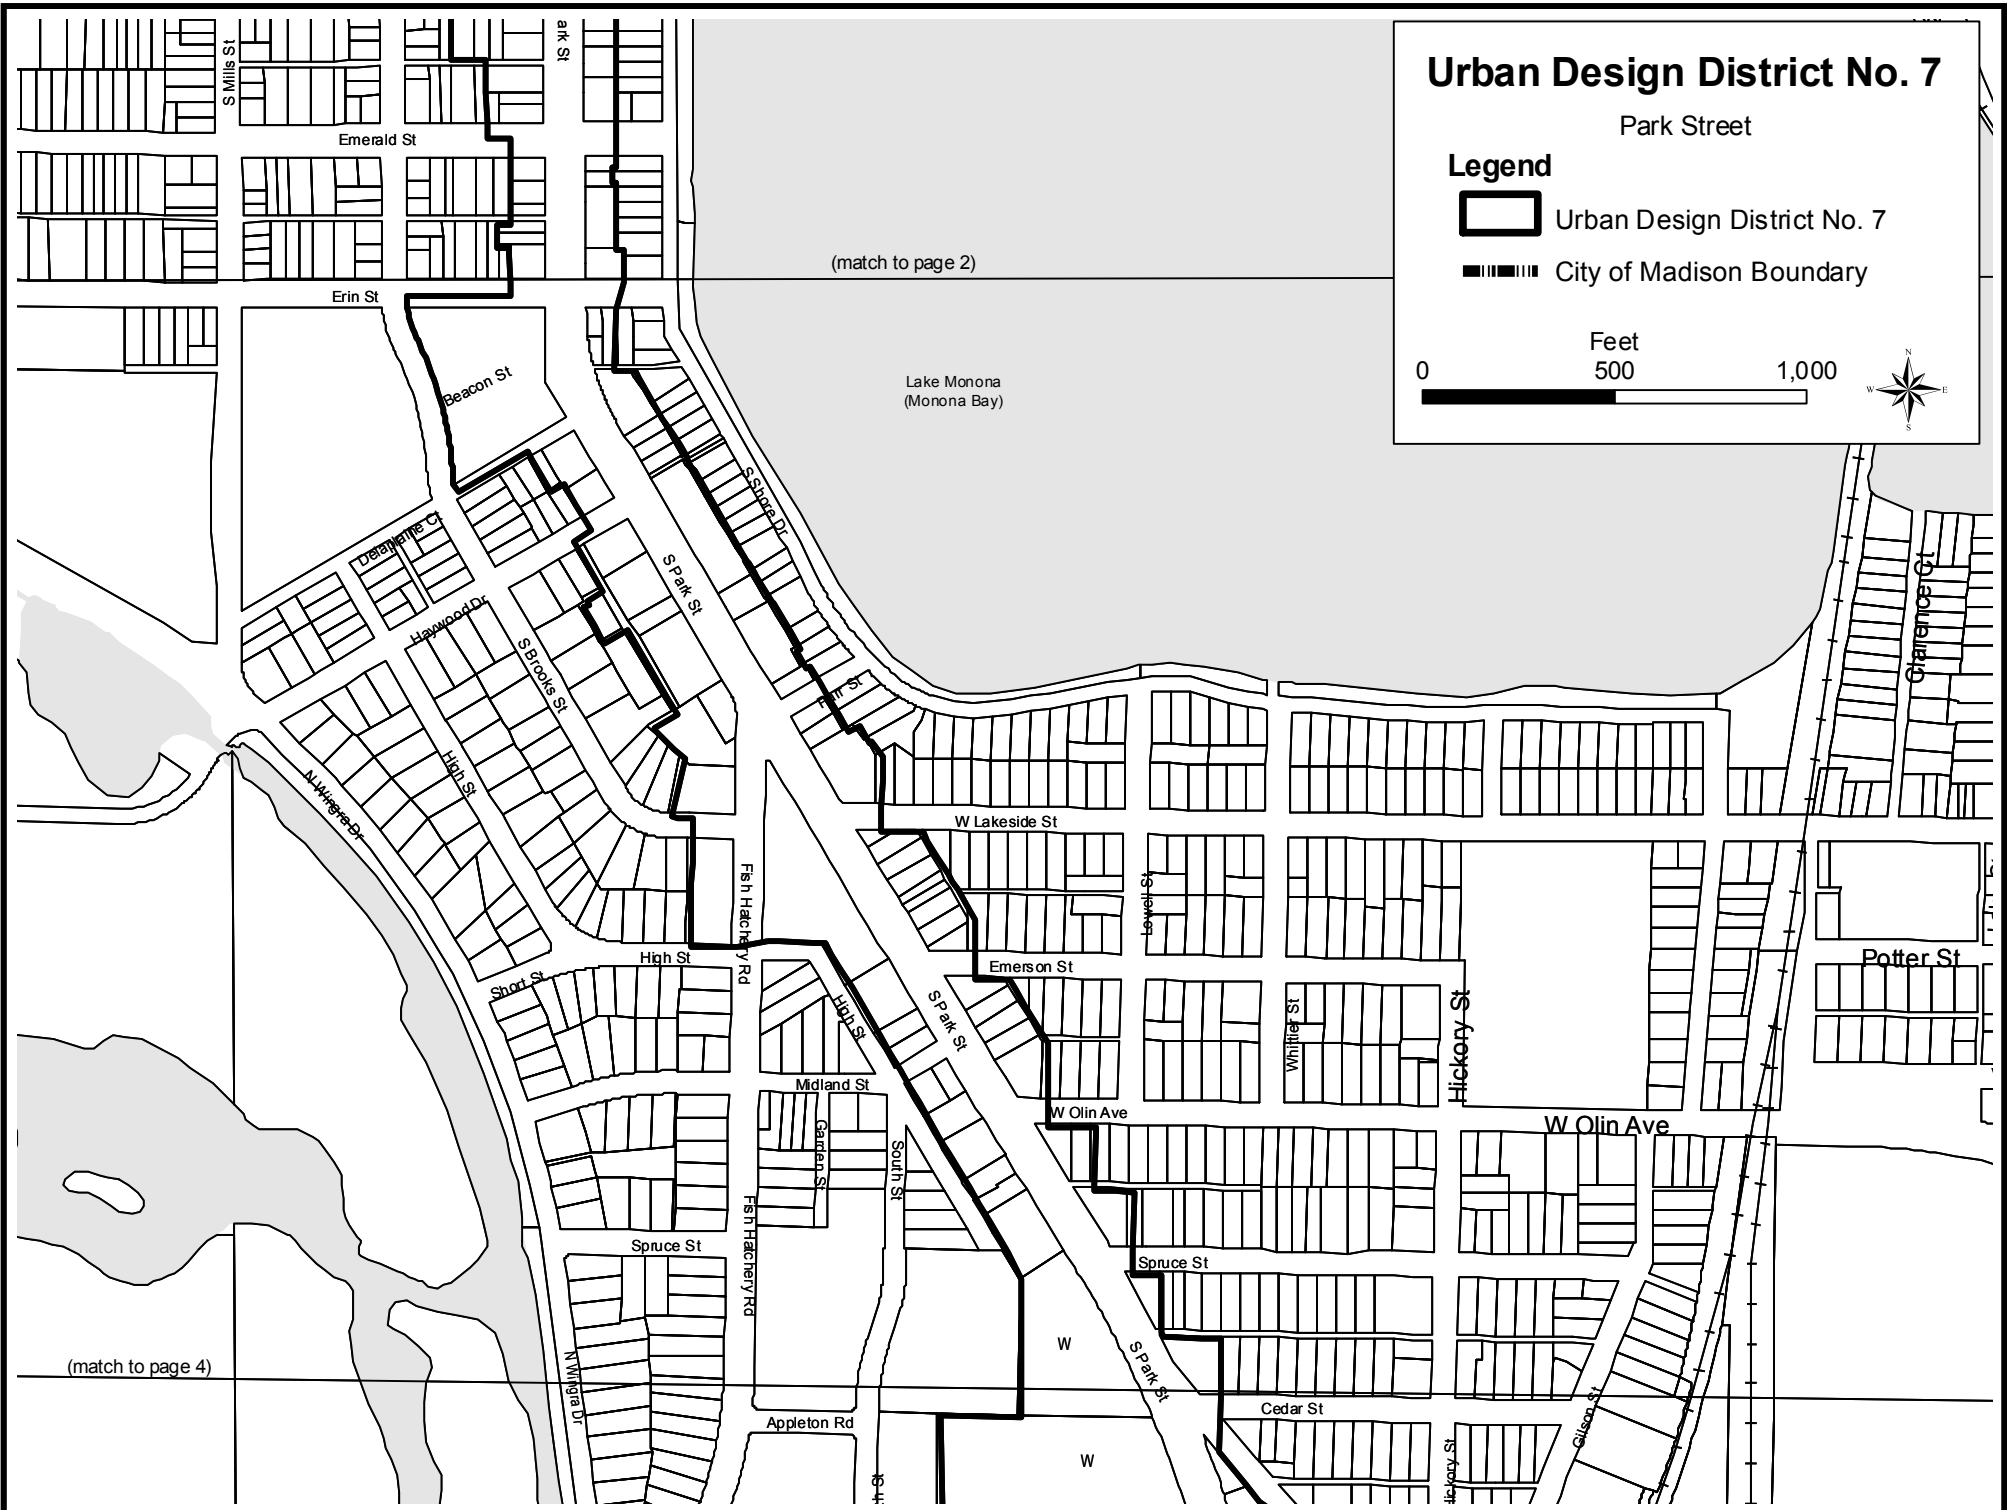 Urban Design District No. 7
Park Street
Legend
Urban Design District No. 7
City of Madison Boundary
Feet
0 500 1,000
N
W E
S
S Mills St
ark St
Emerald St
(match to page 2)
Erin St
Beacon St
Lake Monona
(Monona Bay)
S Shore Dr
Delaplaine Ct
S Park St
Haywood Dr
S Brooks St
Clarence Ct
High St
N Wingra Dr
W Lakeside St
Fish Hatchery Rd
Lowell St
High St
Emerson St
Potter St
Short St
High St
S Park St
Whittier St
Hickory St
Midland St
W Olin Ave
W Olin Ave
Garden St
South St
Fish Hatchery Rd
Spruce St
Spruce St
W
S Park St
(match to page 4)
N Wingra Dr
Cedar St
Appleton Rd
Gilson St
W
Hickory St
h St